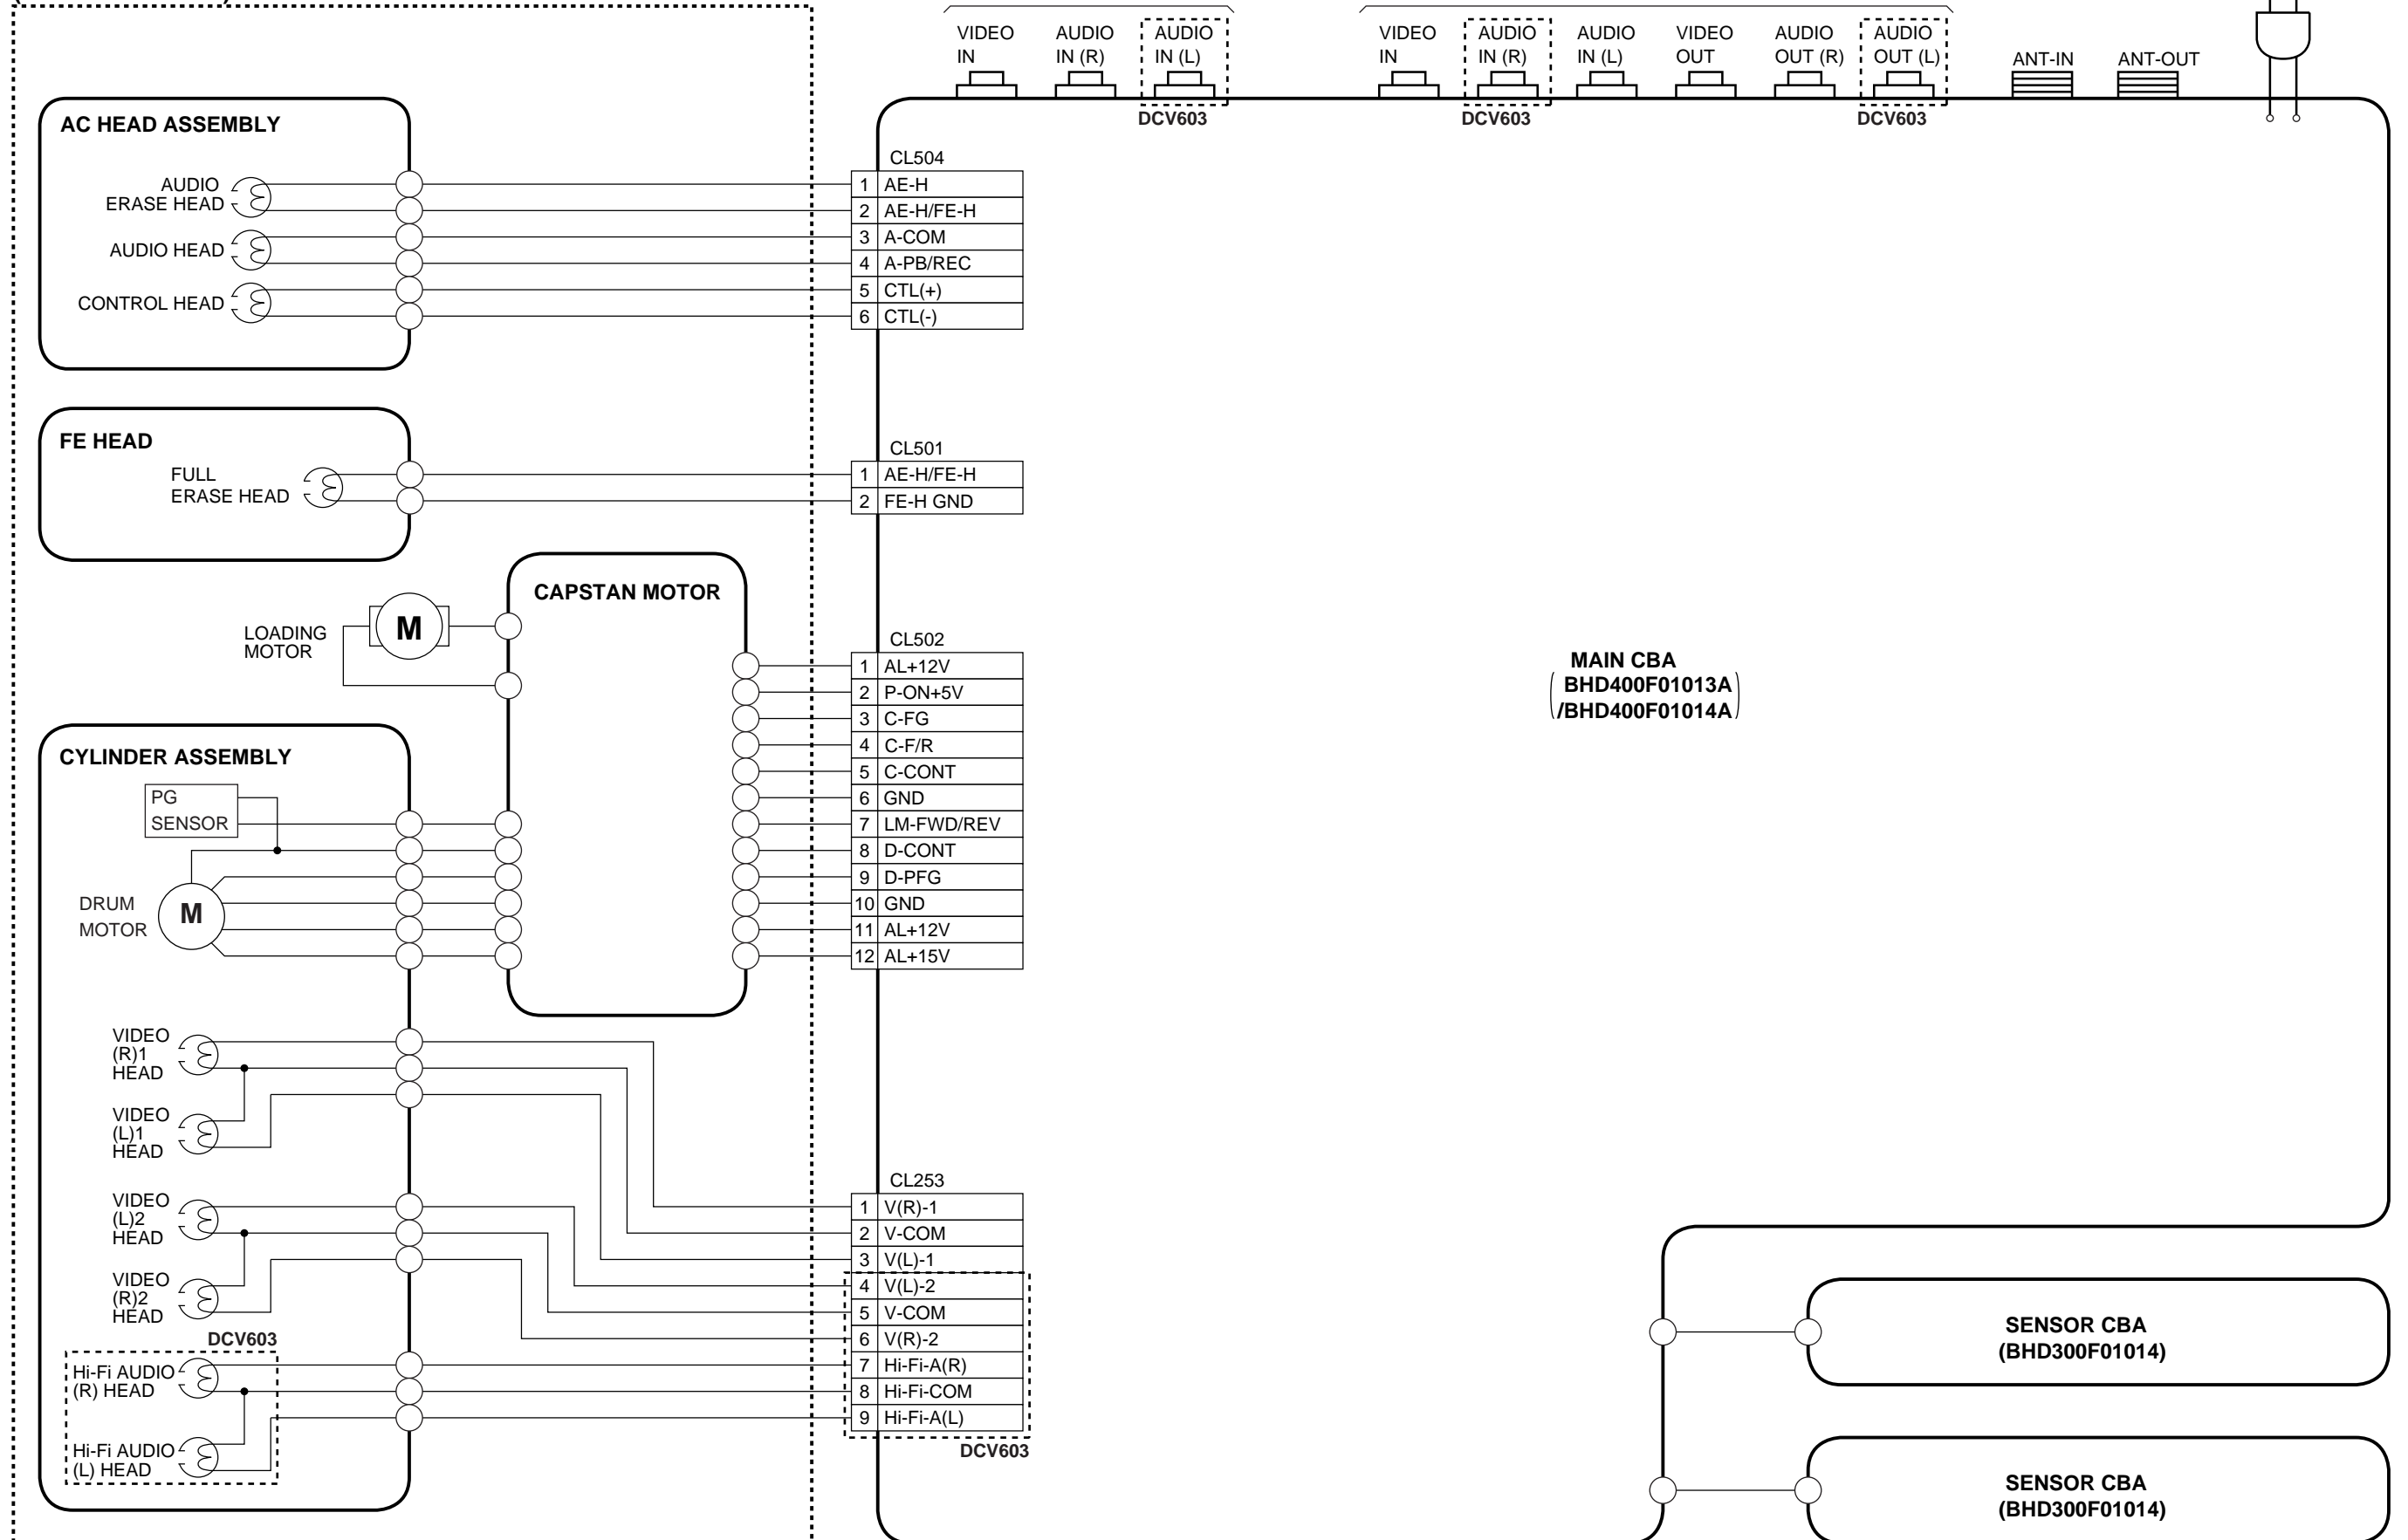 VIDEO
IN
AUDIO
IN (R)
AUDIO
IN (L)
DCV603
VIDEO
IN
AUDIO
IN (R)
DCV603
AUDIO
IN (L)
VIDEO
OUT
AUDIO
OUT (R)
AUDIO
OUT (L)
DCV603
ANT-IN
ANT-OUT
AC HEAD ASSEMBLY
AUDIO
ERASE HEAD
AUDIO HEAD
CONTROL HEAD
CL504
1 AE-H
2 AE-H/FE-H
3 A-COM
4 A-PB/REC
5 CTL(+)
6 CTL(-)
FE HEAD
FULL
ERASE HEAD
CL501
1 AE-H/FE-H
2 FE-H GND
CAPSTAN MOTOR
M
LOADING
MOTOR
CL502
1 AL+12V
2 P-ON+5V
3 C-FG
4 C-F/R
5 C-CONT
6 GND
7 LM-FWD/REV
8 D-CONT
9 D-PFG
10 GND
11 AL+12V
12 AL+15V
MAIN CBA
( BHD400F01013A
/BHD400F01014A )
CYLINDER ASSEMBLY
PG
SENSOR
DRUM
MOTOR
M
VIDEO
(R)1
HEAD
VIDEO
(L)1
HEAD
VIDEO
(L)2
HEAD
VIDEO
(R)2
HEAD
DCV603
Hi-Fi AUDIO
(R) HEAD
Hi-Fi AUDIO
(L) HEAD
CL253
1 V(R)-1
2 V-COM
3 V(L)-1
4 V(L)-2
5 V-COM
6 V(R)-2
7 Hi-Fi-A(R)
8 Hi-Fi-COM
9 Hi-Fi-A(L)
DCV603
SENSOR CBA
(BHD300F01014)
SENSOR CBA
(BHD300F01014)